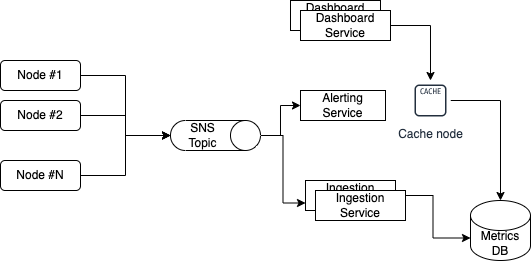 Dashboard
Dashboard
Service
Node #1
Node #2
Node #N
SNS
Topic
Alerting
Service
CACHE
Cache node
Ingestion
Ingestion
Service
Metrics
DB